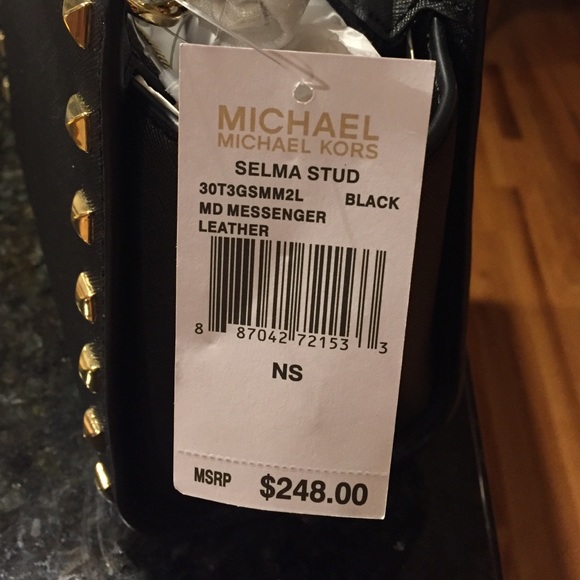 MICHAEL
MICHAEL KORS
SELMA STUD
30T3GSMM2L BLACK
MD MESSENGER
LEATHER
8 87042 72153 3
NS
MSRP $248.00